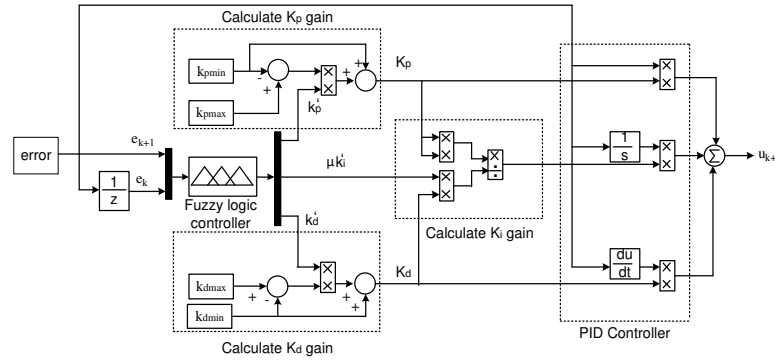 Calculate Kp gain
kpmin
-
+
kpmax
×
×
+
+
k'p
Kp
error
ek+1
ek
1
z
Fuzzy logic
controller
μk'i
k'd
×
×
×
×
×
÷
Calculate Ki gain
kdmax
kdmin
+
-
×
×
+
+
Kd
Calculate Kd gain
×
×
1
s
×
×
du
dt
×
×
Σ
uk+
PID Controller